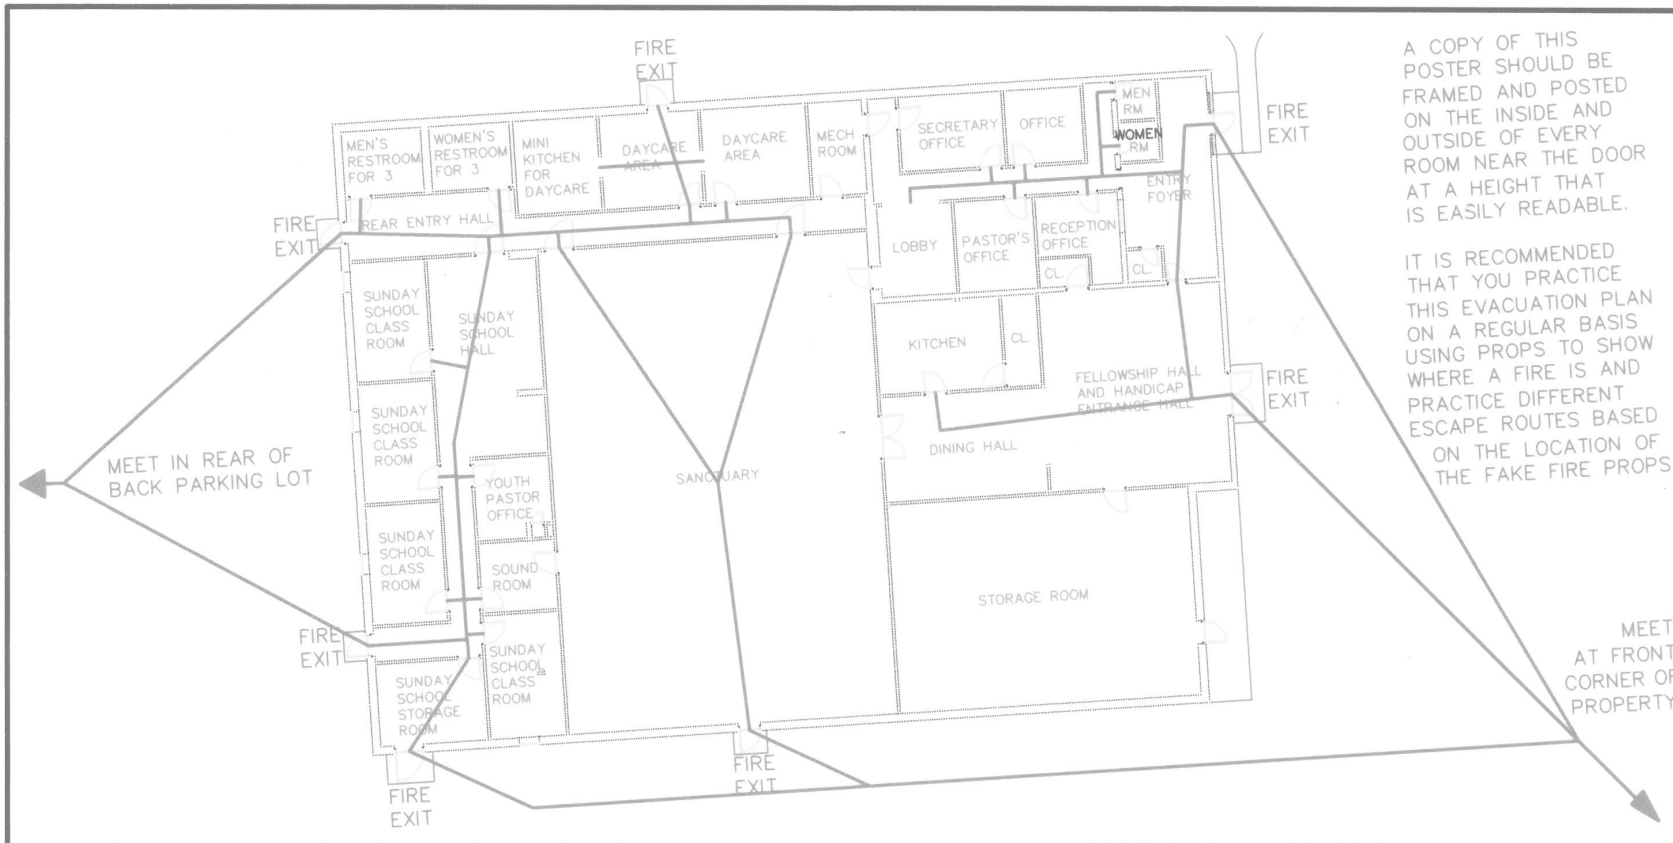 FIRE
EXIT
A COPY OF THIS
POSTER SHOULD BE
FRAMED AND POSTED
ON THE INSIDE AND
OUTSIDE OF EVERY
ROOM NEAR THE DOOR
AT A HEIGHT THAT
IS EASILY READABLE.
IT IS RECOMMENDED
THAT YOU PRACTICE
THIS EVACUATION PLAN
ON A REGULAR BASIS
USING PROPS TO SHOW
WHERE A FIRE IS AND
PRACTICE DIFFERENT
ESCAPE ROUTES BASED
ON THE LOCATION OF
THE FAKE FIRE PROPS
MEN'S
RESTROOM
FOR 3
WOMEN'S
RESTROOM
FOR 3
MINI
KITCHEN
FOR
DAYCARE
DAYCARE
AREA
DAYCARE
AREA
MECH
ROOM
SECRETARY
OFFICE
OFFICE
MEN
RM
WOMEN
RM
FIRE
EXIT
FIRE
EXIT
REAR ENTRY HALL
ENTRY
FOYER
LOBBY
PASTOR'S
OFFICE
RECEPTION
OFFICE
CL.
CL.
SUNDAY
SCHOOL
CLASS
ROOM
SUNDAY
SCHOOL
HALL
KITCHEN
CL.
FELLOWSHIP HALL
AND HANDICAP
ENTRANCE HALL
FIRE
EXIT
SUNDAY
SCHOOL
CLASS
ROOM
DINING HALL
MEET IN REAR OF
BACK PARKING LOT
SANCTUARY
YOUTH
PASTOR
OFFICE
SUNDAY
SCHOOL
CLASS
ROOM
SOUND
ROOM
STORAGE ROOM
FIRE
EXIT
SUNDAY
SCHOOL
CLASS
ROOM
SUNDAY
SCHOOL
STORAGE
ROOM
MEET
AT FRONT
CORNER OF
PROPERTY
FIRE
EXIT
FIRE
EXIT